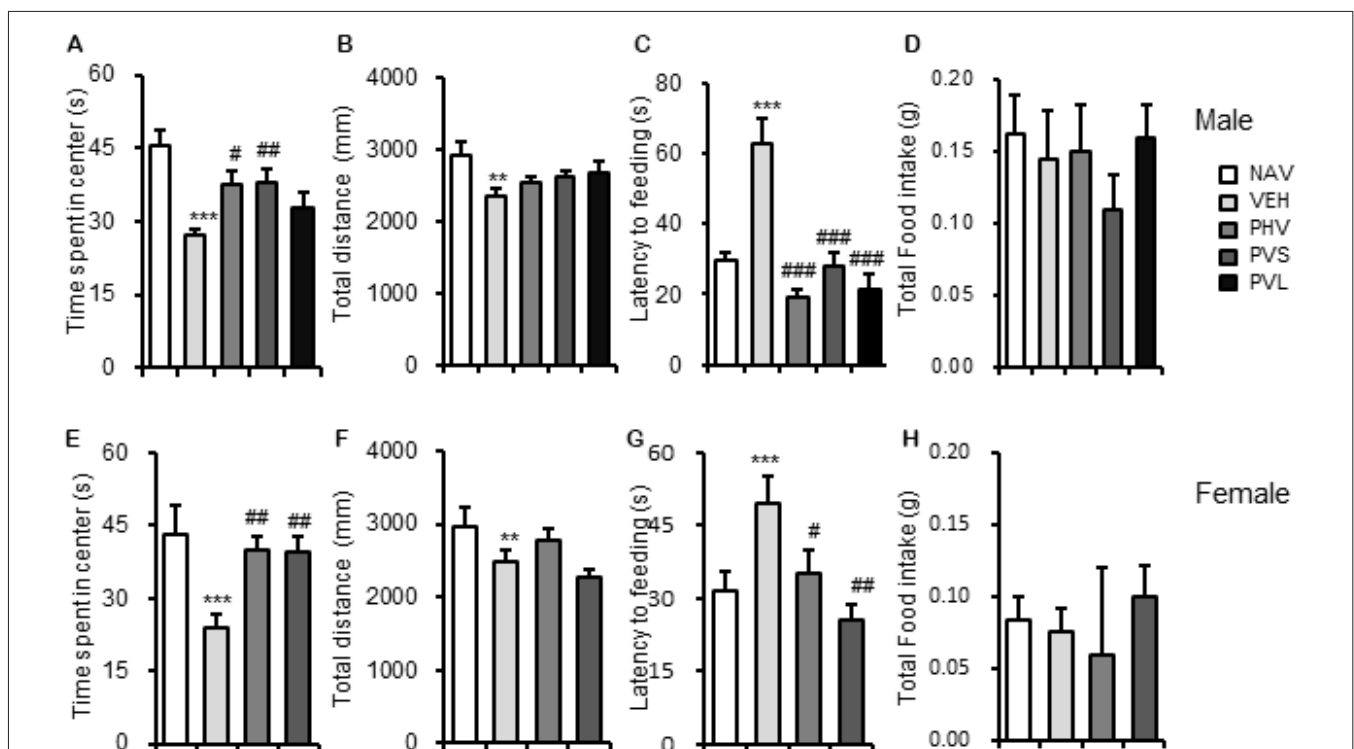 A
Time spent in center (s)
60
45
30
15
0
***
#
##
B
Total distance (mm)
4000
3000
2000
1000
0
**
C
Latency to feeding (s)
80
60
40
20
0
***
###
###
###
D
Total Food intake (g)
0.20
0.15
0.10
0.05
0.00
Male
NAV
VEH
PHV
PVS
PVL
E
Time spent in center (s)
60
45
30
15
0
***
##
##
F
Total distance (mm)
4000
3000
2000
1000
0
**
G
Latency to feeding (s)
60
45
30
15
0
***
#
##
H
Total Food intake (g)
0.20
0.15
0.10
0.05
0.00
Female